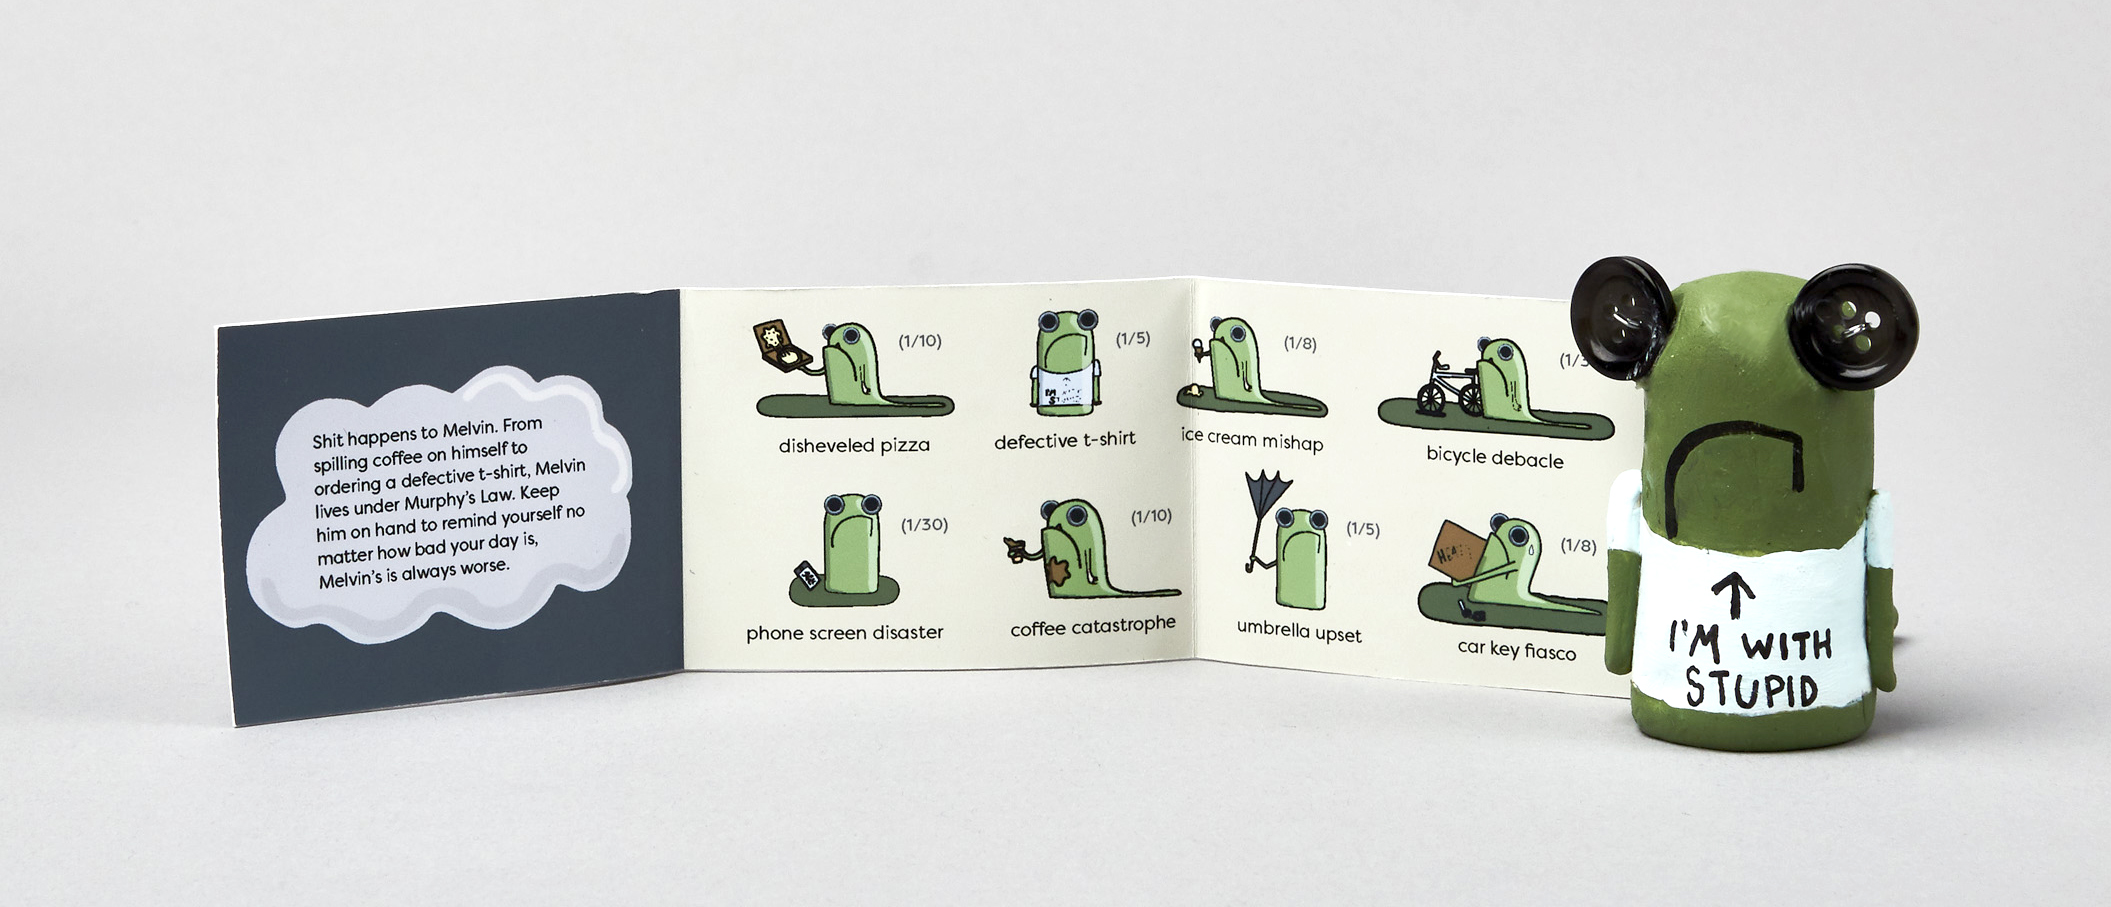 Shit happens to Melvin. From
spilling coffee on himself to
ordering a defective t-shirt, Melvin
lives under Murphy's Law. Keep
him on hand to remind yourself no
matter how bad your day is,
Melvin's is always worse.
(1/10)
disheveled pizza
(1/5)
I'M WITH
STUPID
defective t-shirt
(1/8)
ice cream mishap
bicycle debacle
(1/30)
phone screen disaster
(1/10)
coffee catastrophe
(1/5)
umbrella upset
(1/8)
car key fiasco
I'M WITH
STUPID